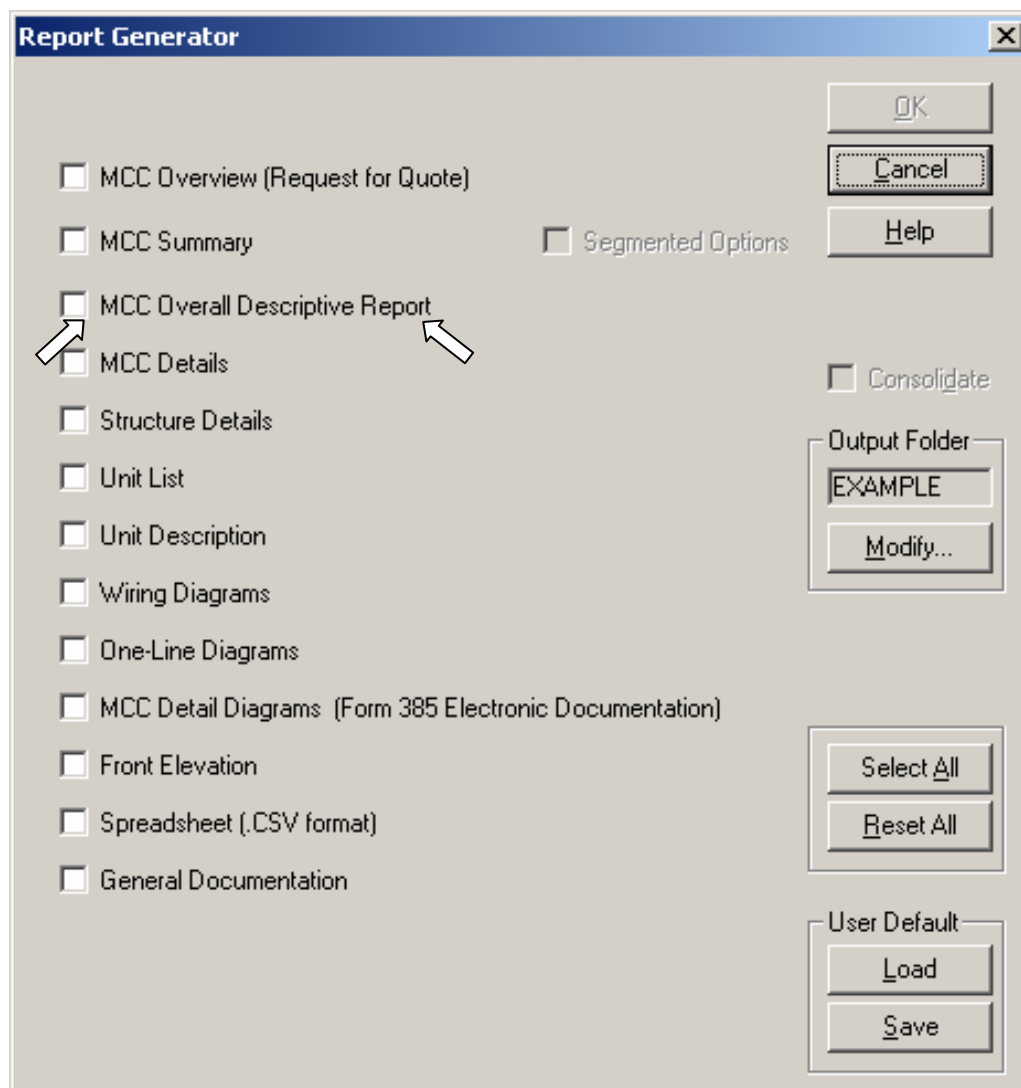 Report Generator
OK
MCC Overview (Request for Quote)
Cancel
MCC Summary
Segmented Options
Help
MCC Overall Descriptive Report
MCC Details
Consolidate
Structure Details
Output Folder
Unit List
EXAMPLE
Unit Description
Modify...
Wiring Diagrams
One-Line Diagrams
MCC Detail Diagrams (Form 385 Electronic Documentation)
Front Elevation
Select All
Spreadsheet (.CSV format)
Reset All
General Documentation
User Default
Load
Save